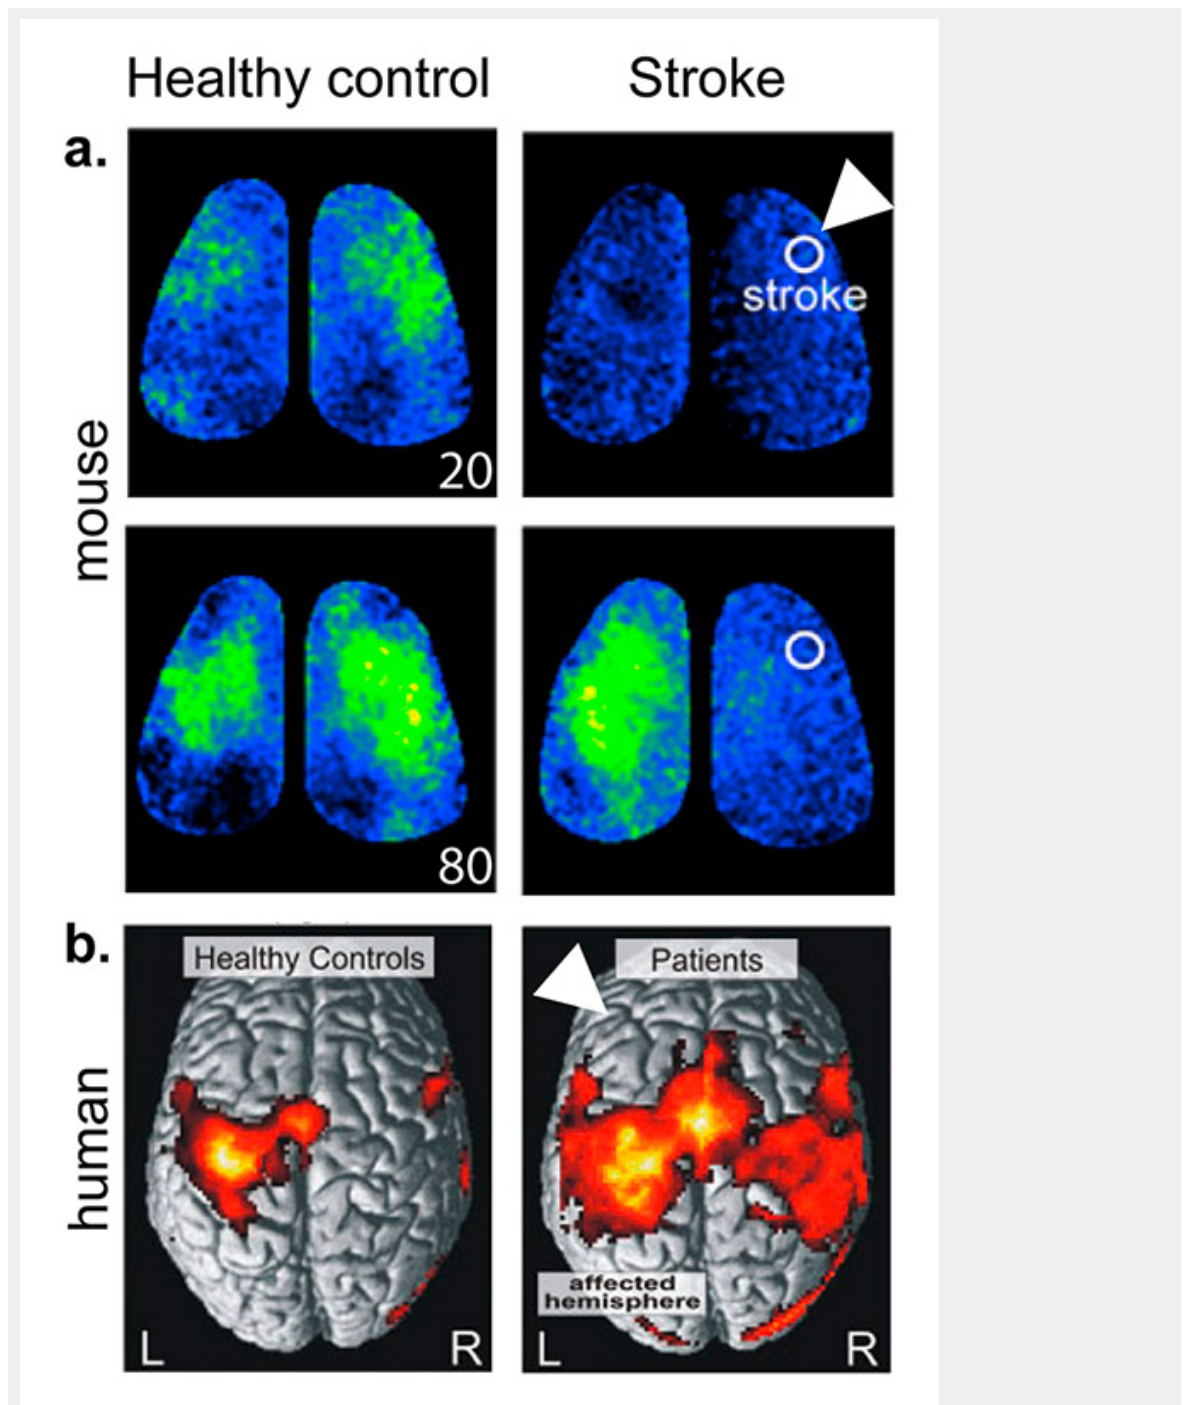 Healthy control
Stroke
a.
mouse
stroke
20
80
b.
human
Healthy Controls
Patients
affected
hemisphere
L
R
L
R